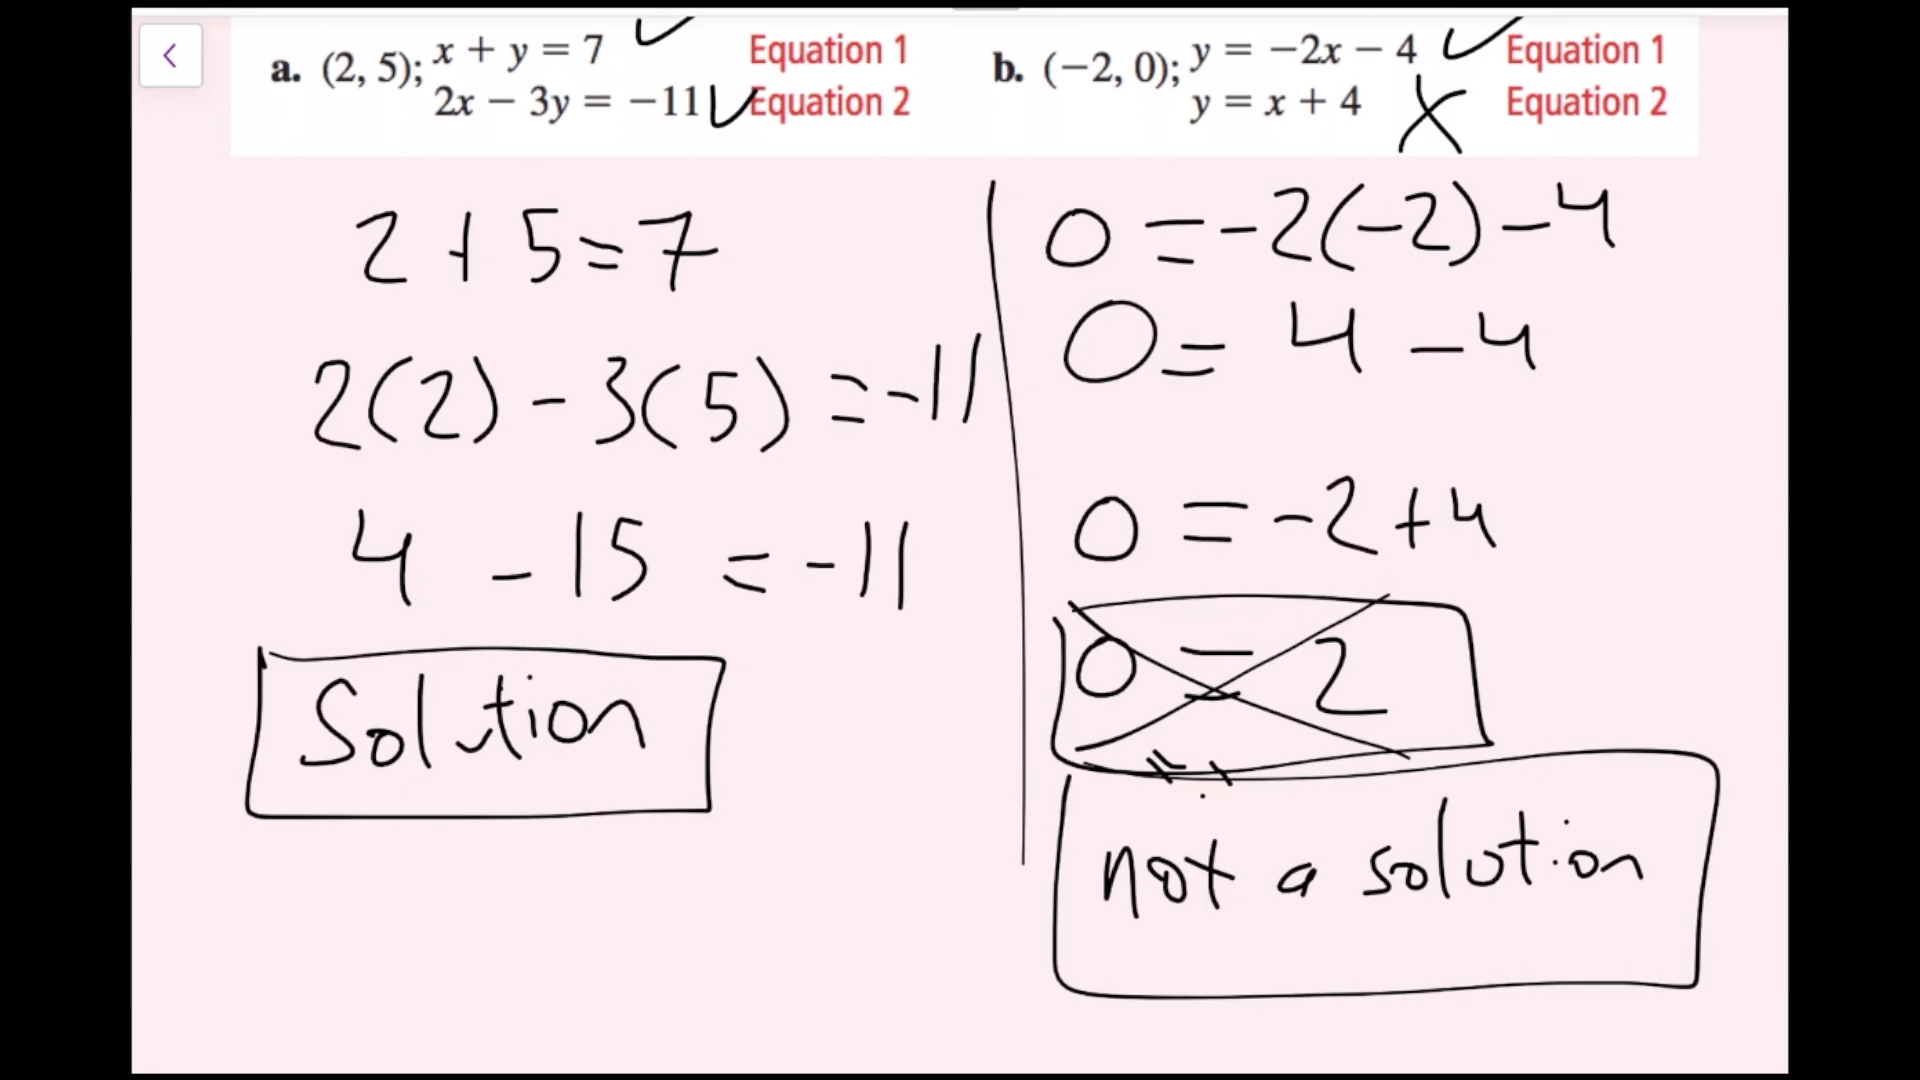 a. (2, 5); x + y = 7 ✓ Equation 1
2x − 3y = −11 ✓ Equation 2
b. (−2, 0); y = −2x − 4 ✓ Equation 1
y = x + 4 X Equation 2
2 + 5 = 7
2(2) - 3(5) = -11
4 - 15 = -11
Solution
0 = -2(-2) - 4
0 = 4 - 4
0 = -2 + 4
0 = 2
not a solution